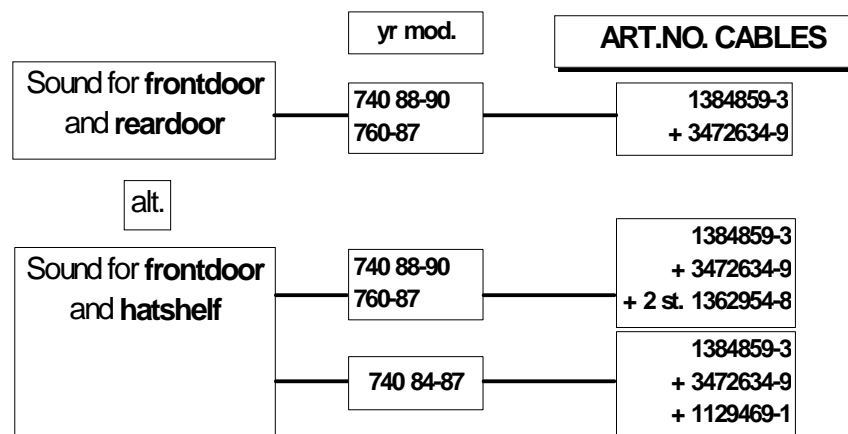 yr mod.
ART.NO. CABLES
Sound for frontdoor
and reardoor
740 88-90
760-87
1384859-3
+ 3472634-9
alt.
Sound for frontdoor
and hatshelf
740 88-90
760-87
1384859-3
+ 3472634-9
+ 2 st. 1362954-8
740 84-87
1384859-3
+ 3472634-9
+ 1129469-1